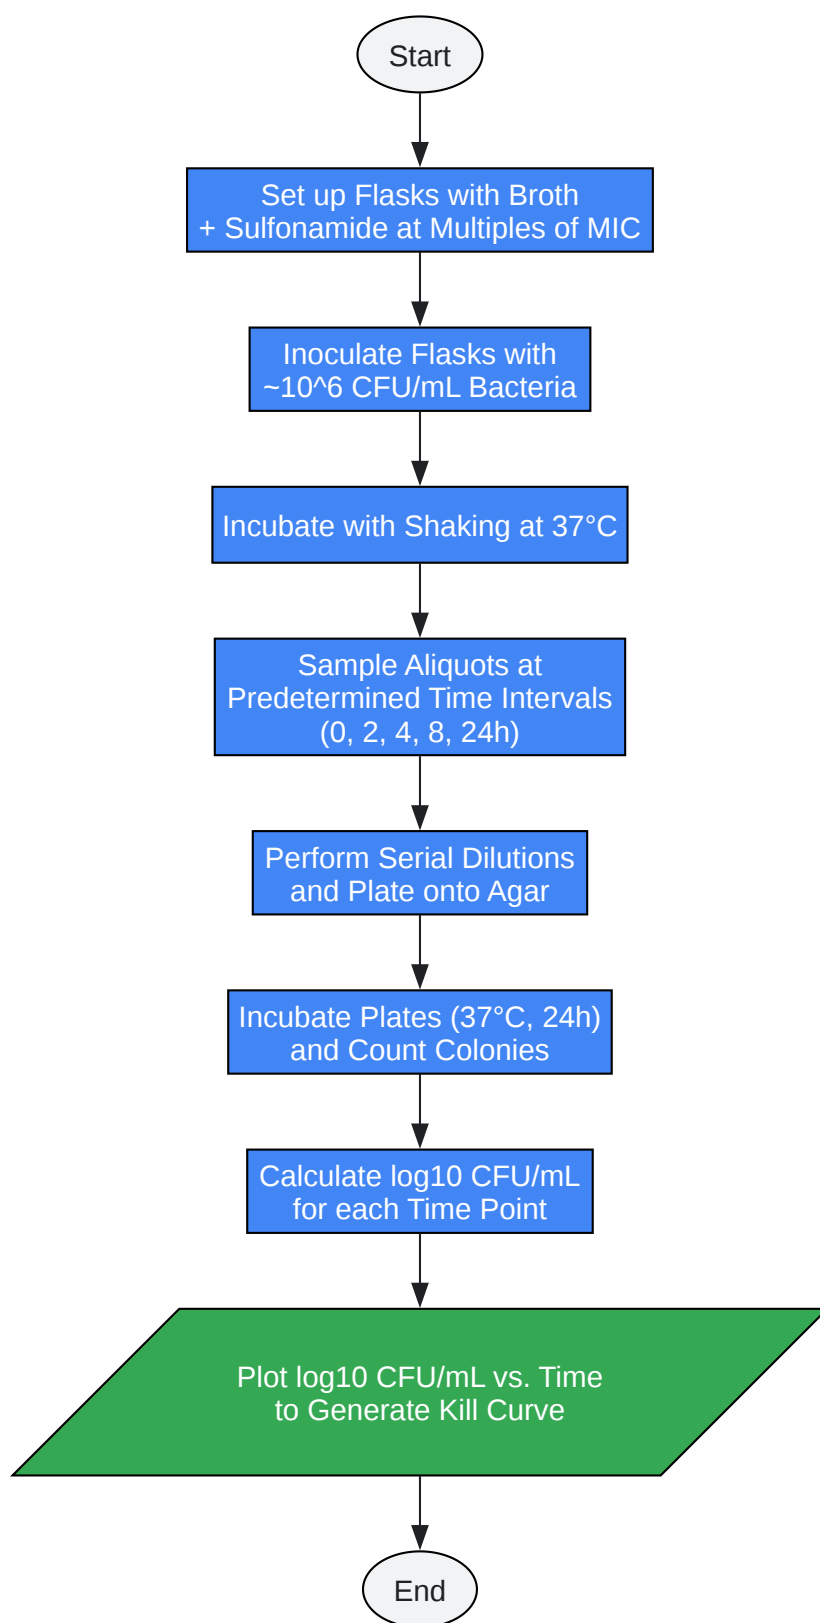 Start
Set up Flasks with Broth
+ Sulfonamide at Multiples of MIC
Inoculate Flasks with
~10^6 CFU/mL Bacteria
Incubate with Shaking at 37°C
Sample Aliquots at
Predetermined Time Intervals
(0, 2, 4, 8, 24h)
Perform Serial Dilutions
and Plate onto Agar
Incubate Plates (37°C, 24h)
and Count Colonies
Calculate log10 CFU/mL
for each Time Point
Plot log10 CFU/mL vs. Time
to Generate Kill Curve
End